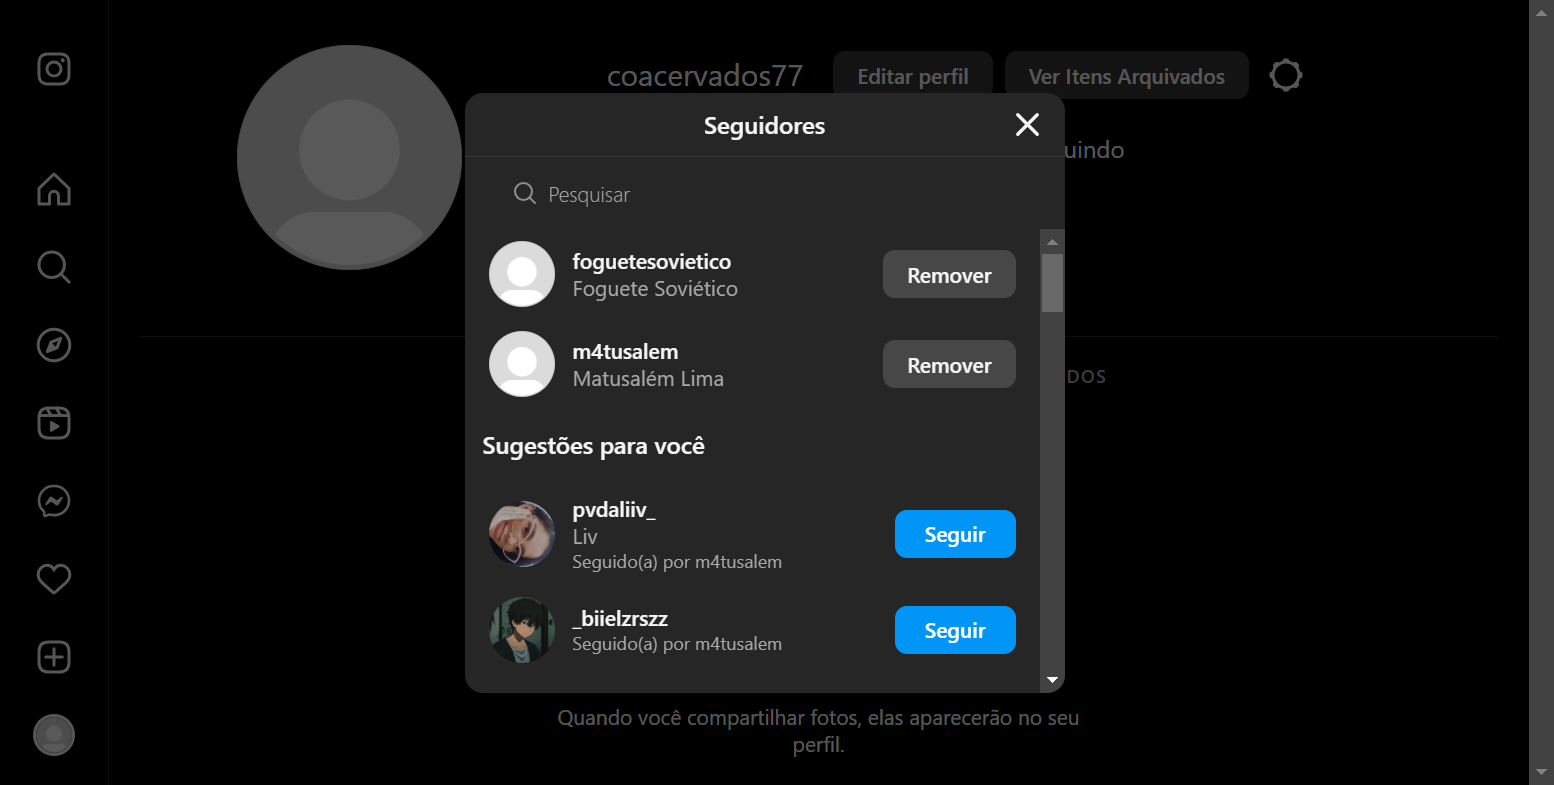 coacervados77
Editar perfil
Ver Itens Arquivados
Seguidores
uindo
Pesquisar
foguetesovietico
Foguete Soviético
Remover
m4tusalem
Matusalém Lima
Remover
DOS
Sugestões para você
pvdaliiv_
Liv
Seguido(a) por m4tusalem
Seguir
_biielzrszz
Seguido(a) por m4tusalem
Seguir
Quando você compartilhar fotos, elas aparecerão no seu
perfil.